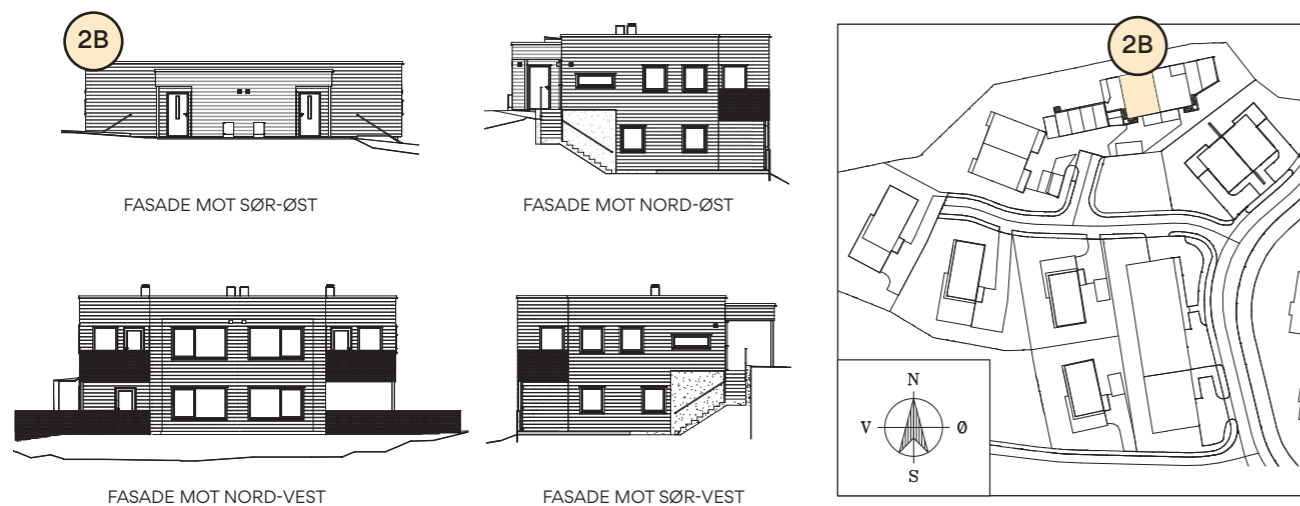 2B
FASADE MOT SØR-ØST
FASADE MOT NORD-ØST
FASADE MOT NORD-VEST
FASADE MOT SØR-VEST
2B
N
V Ø
S